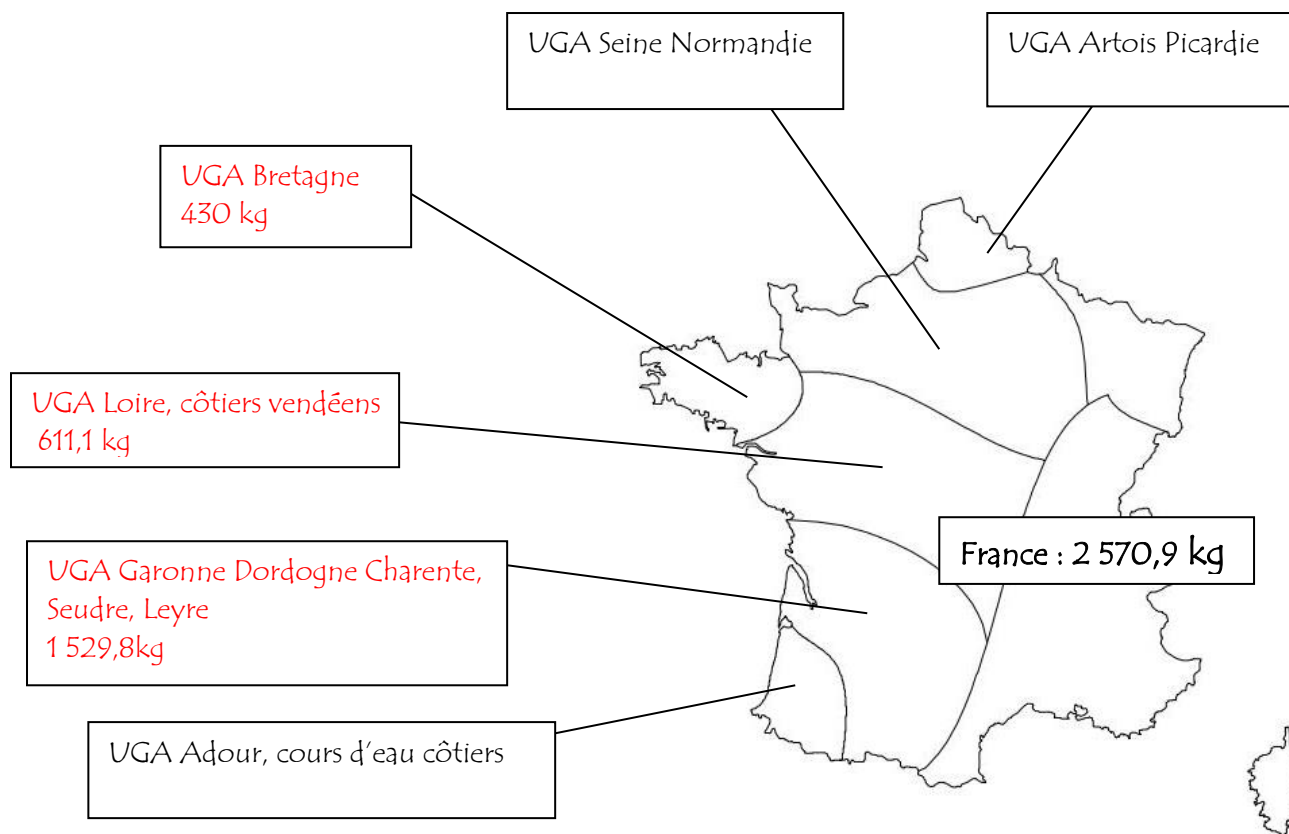 UGA Seine Normandie
UGA Artois Picardie
UGA Bretagne
430 kg
UGA Loire, côtiers vendéens
611,1 kg
France : 2 570,9 kg
UGA Garonne Dordogne Charente,
Seudre, Leyre
1 529,8kg
UGA Adour, cours d'eau côtiers